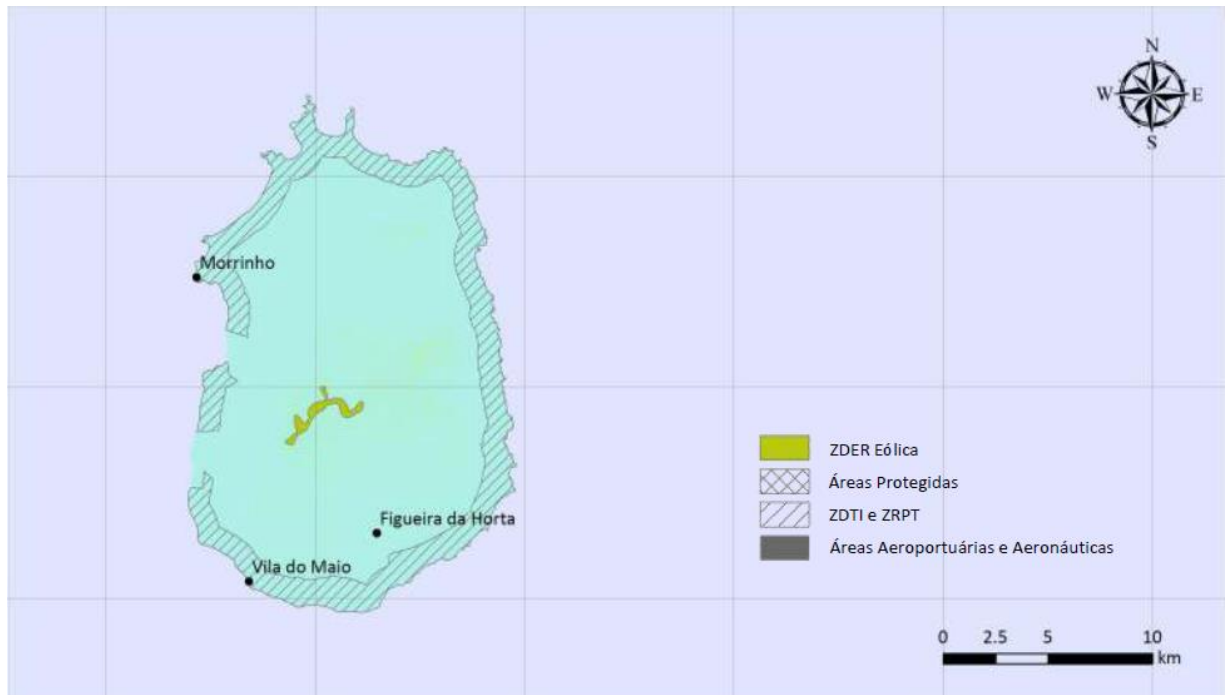 N
W E
S
Morrinho
Figueira da Horta
Vila do Maio
ZDER Eólica
Áreas Protegidas
ZDTI e ZRPT
Áreas Aeroportuárias e Aeronáuticas
0 2.5 5 10
km